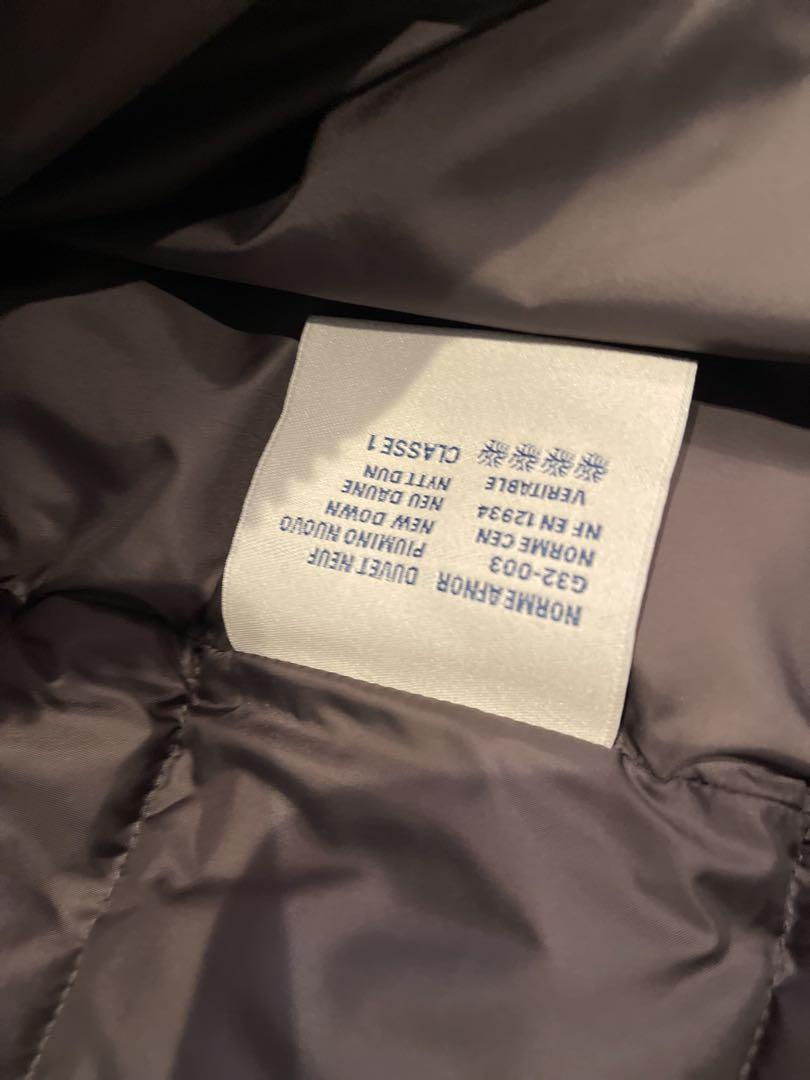 NORME AFNOR DUVET NEUF
G32-003 PIUMINO NUOVO
NORME CEN NEW DOWN
NF EN 12934 NEU DAUNE
VERITABLE NYTT DUN
CLASSE 1